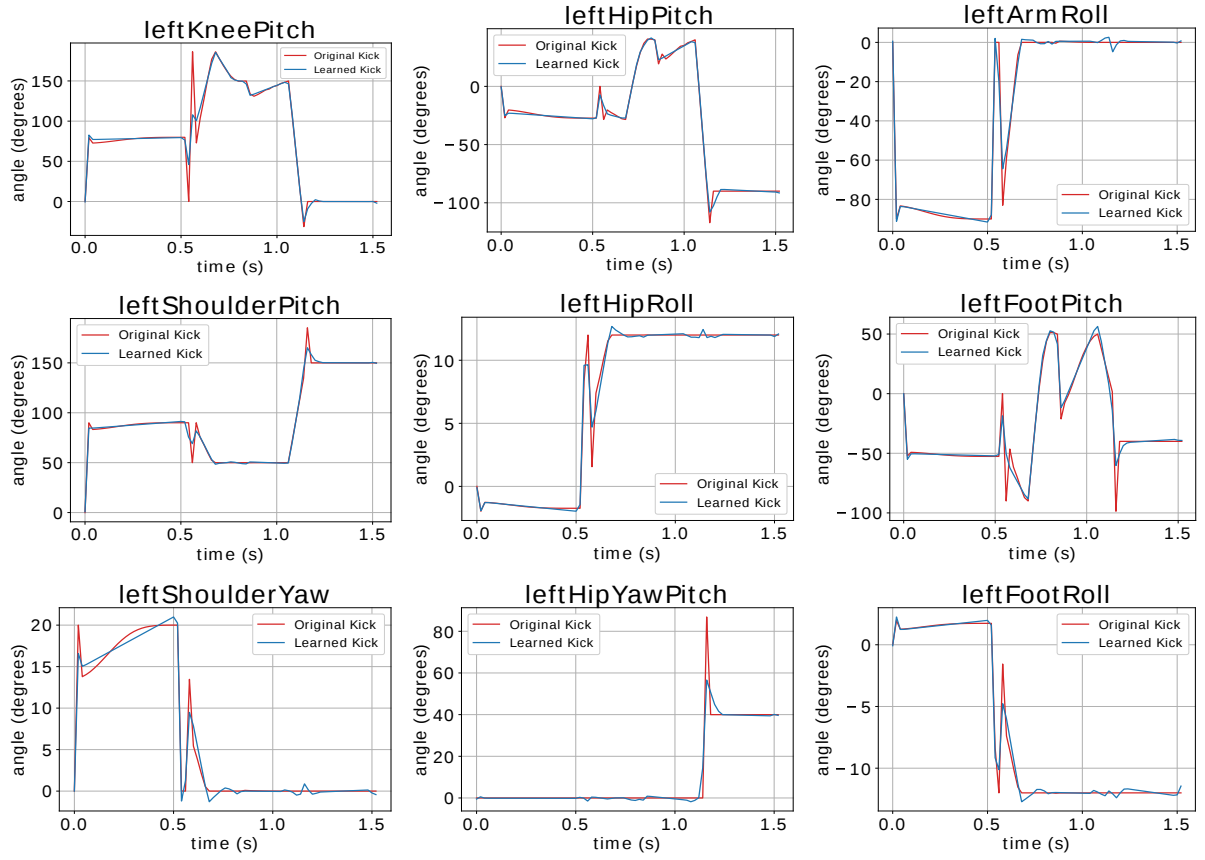 leftKneePitch
angle (degrees)
150
100
50
0
0.0 0.5 1.0 1.5
time (s)
Original Kick
Learned Kick
leftHipPitch
angle (degrees)
0
−50
−100
0.0 0.5 1.0 1.5
time (s)
Original Kick
Learned Kick
leftArmRoll
angle (degrees)
0
−20
−40
−60
−80
0.0 0.5 1.0 1.5
time (s)
Original Kick
Learned Kick
leftShoulderPitch
angle (degrees)
150
100
50
0
0.0 0.5 1.0 1.5
time (s)
Original Kick
Learned Kick
leftHipRoll
angle (degrees)
10
5
0
0.0 0.5 1.0 1.5
time (s)
Original Kick
Learned Kick
leftFootPitch
angle (degrees)
50
0
−50
−100
0.0 0.5 1.0 1.5
time (s)
Original Kick
Learned Kick
leftShoulderYaw
angle (degrees)
20
15
10
5
0
0.0 0.5 1.0 1.5
time (s)
Original Kick
Learned Kick
leftHipYawPitch
angle (degrees)
80
60
40
20
0
0.0 0.5 1.0 1.5
time (s)
Original Kick
Learned Kick
leftFootRoll
angle (degrees)
0
−5
−10
0.0 0.5 1.0 1.5
time (s)
Original Kick
Learned Kick